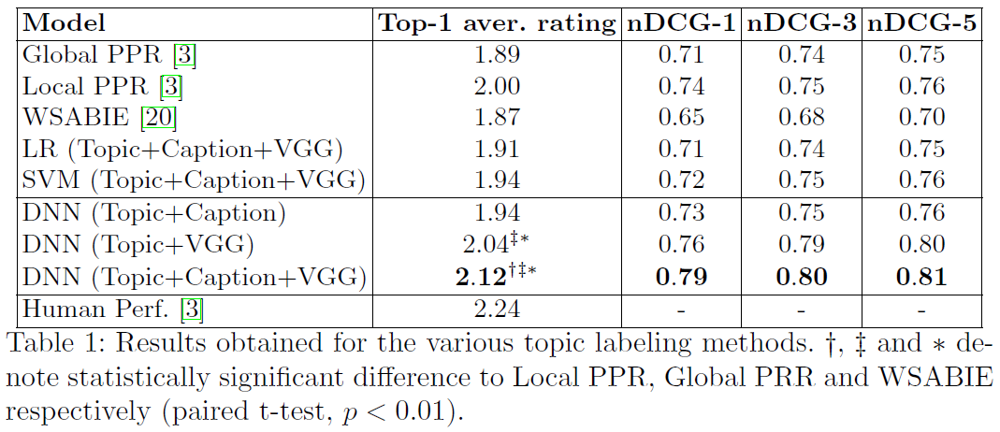 Model Top-1 aver. rating nDCG-1 nDCG-3 nDCG-5
Global PPR [3] 1.89 0.71 0.74 0.75
Local PPR [3] 2.00 0.74 0.75 0.76
WSABIE [20] 1.87 0.65 0.68 0.70
LR (Topic+Caption+VGG) 1.91 0.71 0.74 0.75
SVM (Topic+Caption+VGG) 1.94 0.72 0.75 0.76
DNN (Topic+Caption) 1.94 0.73 0.75 0.76
DNN (Topic+VGG) 2.04‡∗ 0.76 0.79 0.80
DNN (Topic+Caption+VGG) 2.12†‡∗ 0.79 0.80 0.81
Human Perf. [3] 2.24 - - -
Table 1: Results obtained for the various topic labeling methods. †, ‡ and ∗ de-
note statistically significant difference to Local PPR, Global PRR and WSABIE
respectively (paired t-test, p < 0.01).